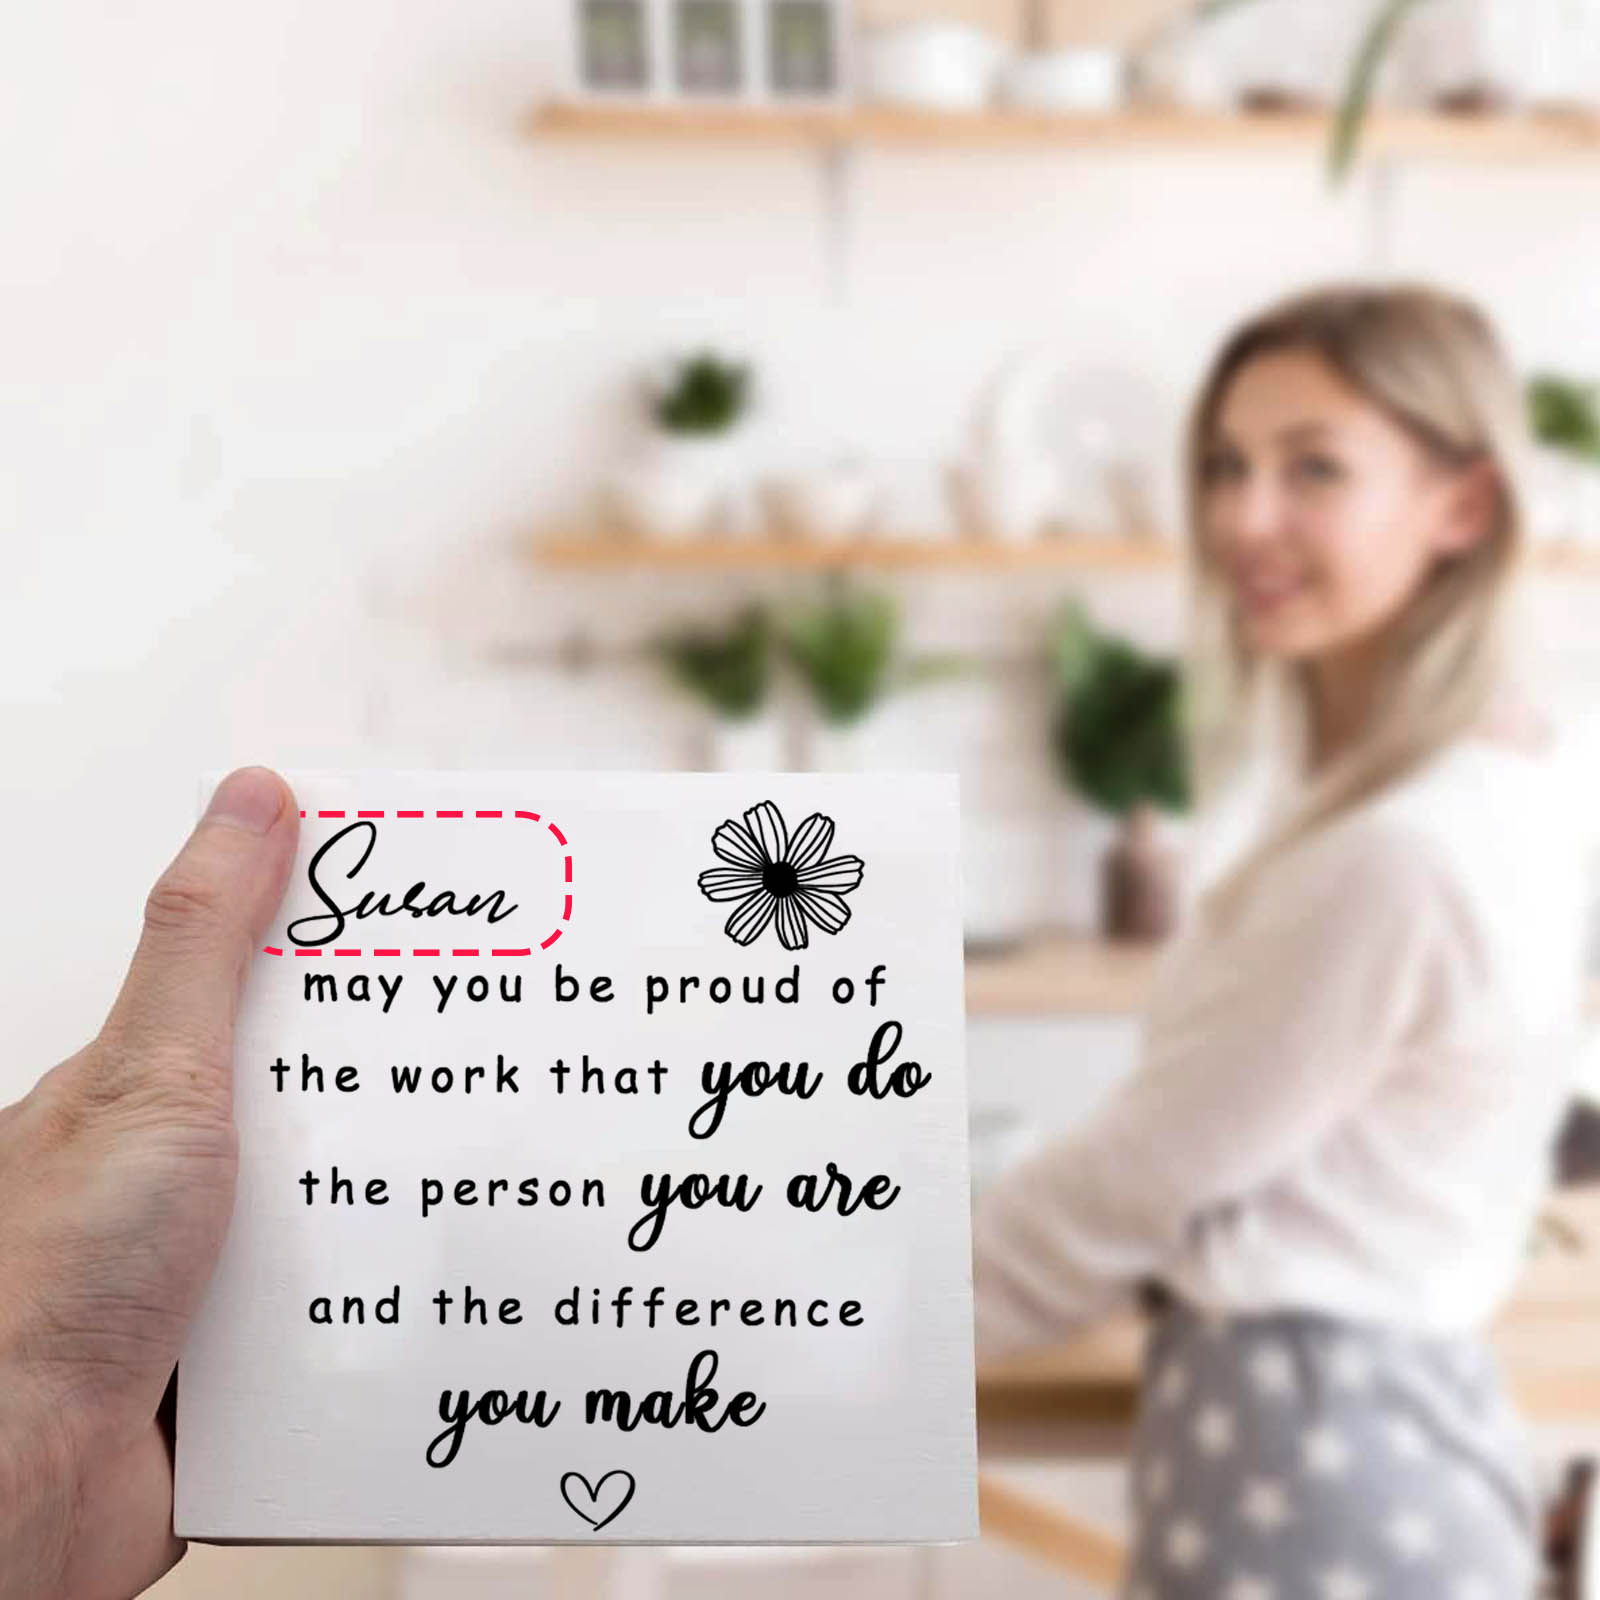 Susan
may you be proud of
the work that you do
the person you are
and the difference
you make